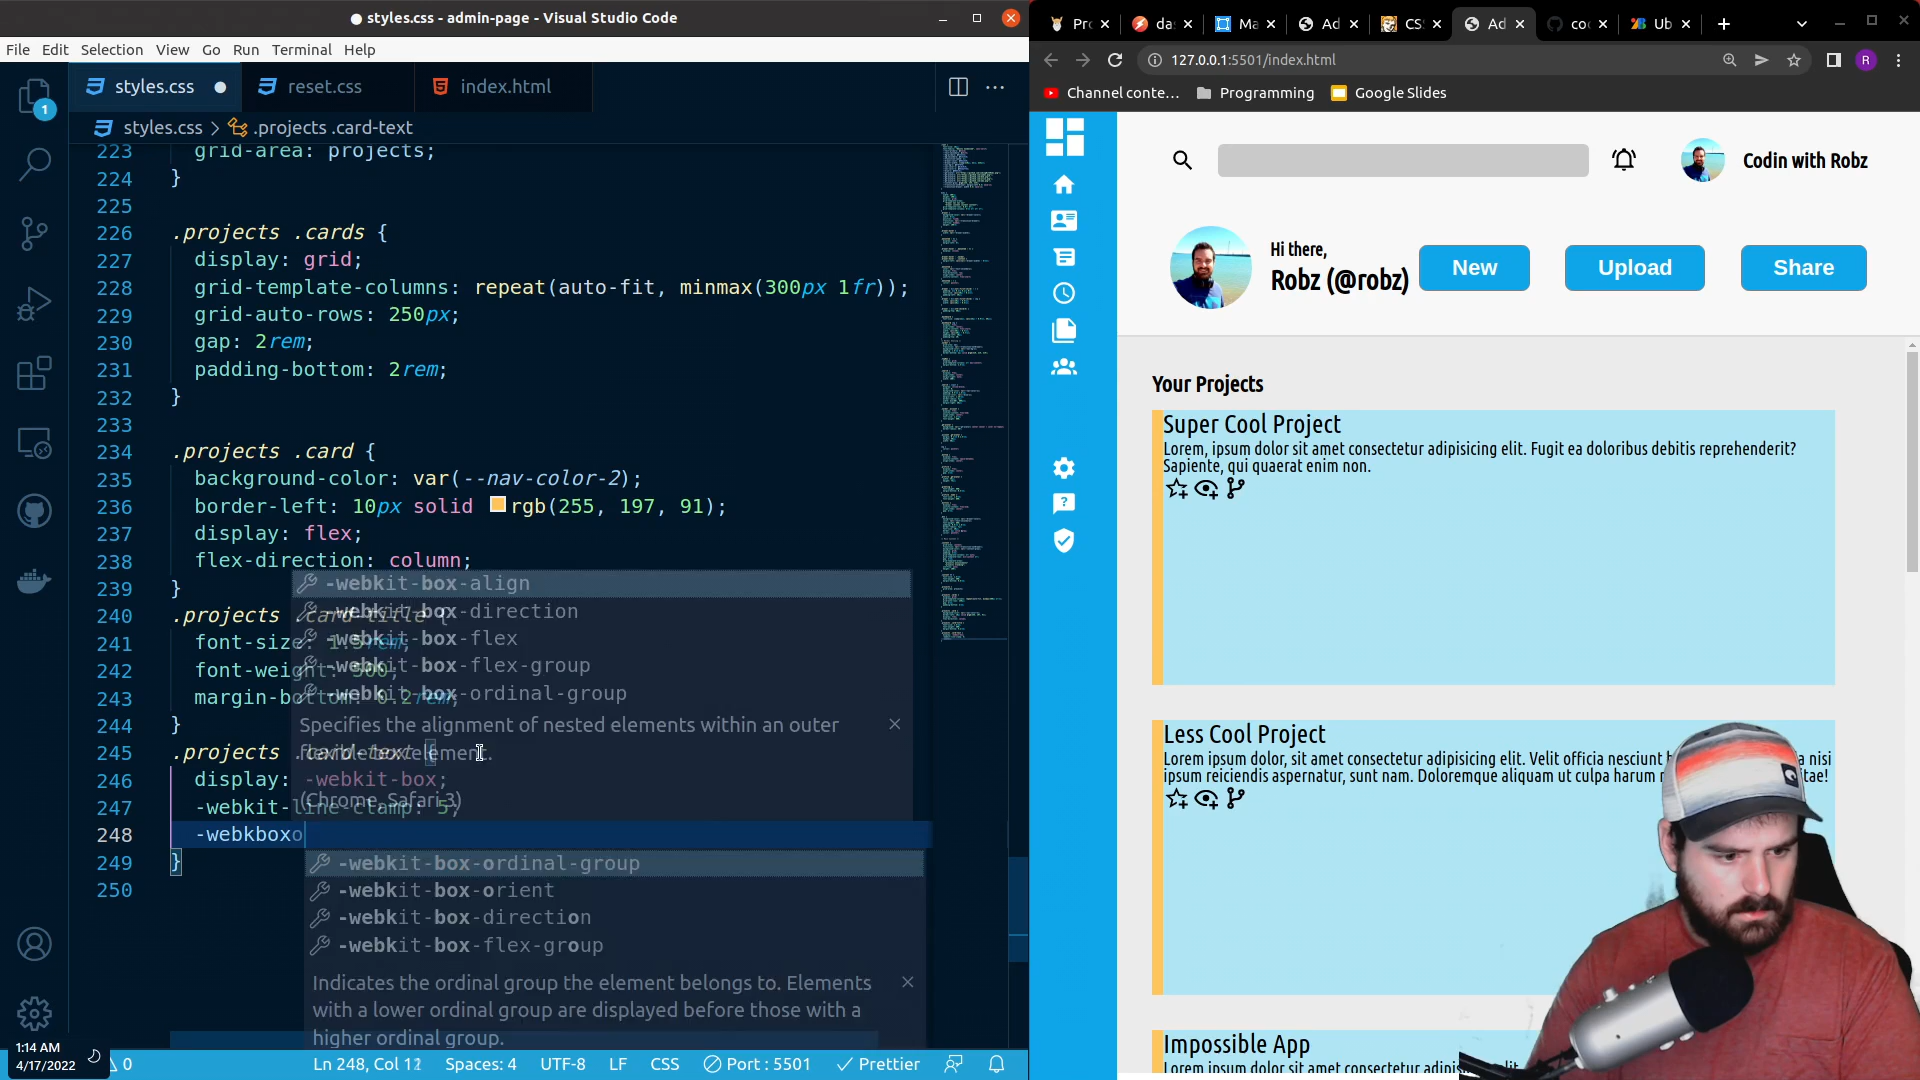 styles.css - admin-page - Visual Studio Code
File Edit Selection View Go Run Terminal Help
styles.css
reset.css
index.html
styles.css > .projects .card-text
223 grid-area: projects;
224 }
225
226 .projects .cards {
227 display: grid;
228 grid-template-columns: repeat(auto-fit, minmax(300px 1fr));
229 grid-auto-rows: 250px;
230 gap: 2rem;
231 padding-bottom: 2rem;
232 }
233
234 .projects .card {
235 background-color: var(--nav-color-2);
236 border-left: 10px solid rgb(255, 197, 91);
237 display: flex;
238 flex-direction: column;
239 }
240 .projects .card-title {
241 font-size: 1.5rem;
242 font-weight: 500;
243 margin-bottom: 0.2rem;
244 }
245 .projects .card-text {
246 display: -webkit-box;
247 -webkit-line-clamp: 5;
248 -webkboxo
249 }
250
-webkit-box-align
-webkit-box-direction
-webkit-box-flex
-webkit-box-flex-group
-webkit-box-ordinal-group
Specifies the alignment of nested elements within an outer
flexible box element.
(Chrome, Safari 3)
-webkit-box-ordinal-group
-webkit-box-orient
-webkit-box-direction
-webkit-box-flex-group
Indicates the ordinal group the element belongs to. Elements
with a lower ordinal group are displayed before those with a
higher ordinal group.
1
1:14 AM
4/17/2022
0
Ln 248, Col 12 Spaces: 4 UTF-8 LF CSS Port : 5501 Prettier
Pro
da
Ma
Ad
CSS
Ad
co
Ub
127.0.0.1:5501/index.html
R
Channel conte... Programming Google Slides
Codin with Robz
Hi there,
Robz (@robz)
New Upload Share
Your Projects
Super Cool Project
Lorem, ipsum dolor sit amet consectetur adipisicing elit. Fugit ea doloribus debitis reprehenderit?
Sapiente, qui quaerat enim non.
Less Cool Project
Lorem ipsum dolor, sit amet consectetur adipisicing elit. Velit officia nesciunt a nisi
ipsum reiciendis aspernatur, sunt nam. Doloremque aliquam ut culpa harum tae!
Impossible App
Lorem ipsum dolor sit amet consectetur